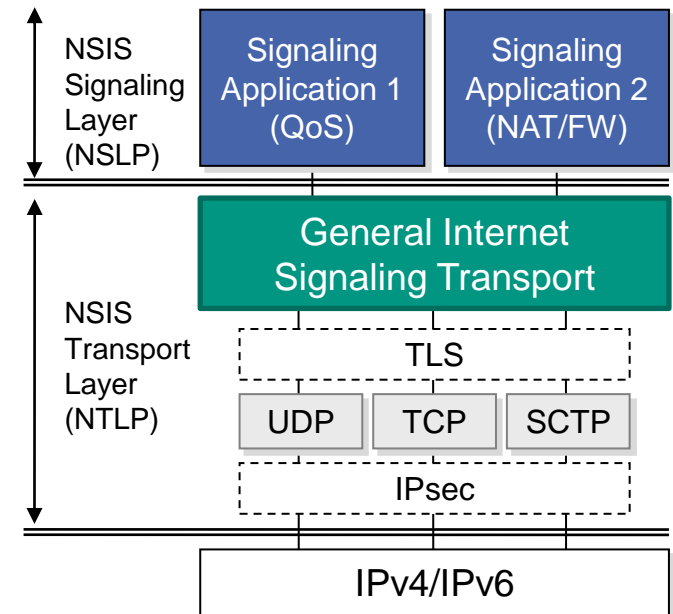 NSIS
Signaling
Layer
(NSLP)
Signaling
Application 1
(QoS)
Signaling
Application 2
(NAT/FW)
General Internet
Signaling Transport
NSIS
Transport
Layer
(NTLP)
TLS
UDP
TCP
SCTP
IPsec
IPv4/IPv6